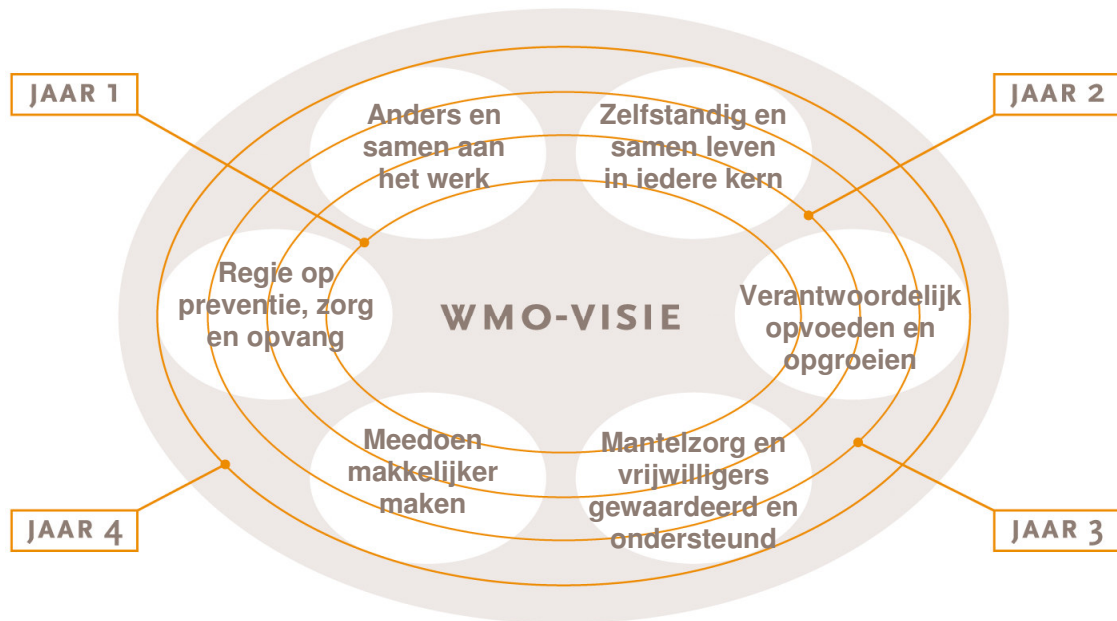 JAAR 1
JAAR 2
Anders en
samen aan
het werk
Zelfstandig en
samen leven
in iedere kern
Regie op
preventie, zorg
en opvang
WMO-VISIE
Verantwoordelijk
opvoeden en
opgroeien
Meedoen
makkelijker
maken
Mantelzorg en
vrijwilligers
gewaardeerd en
ondersteund
JAAR 4
JAAR 3